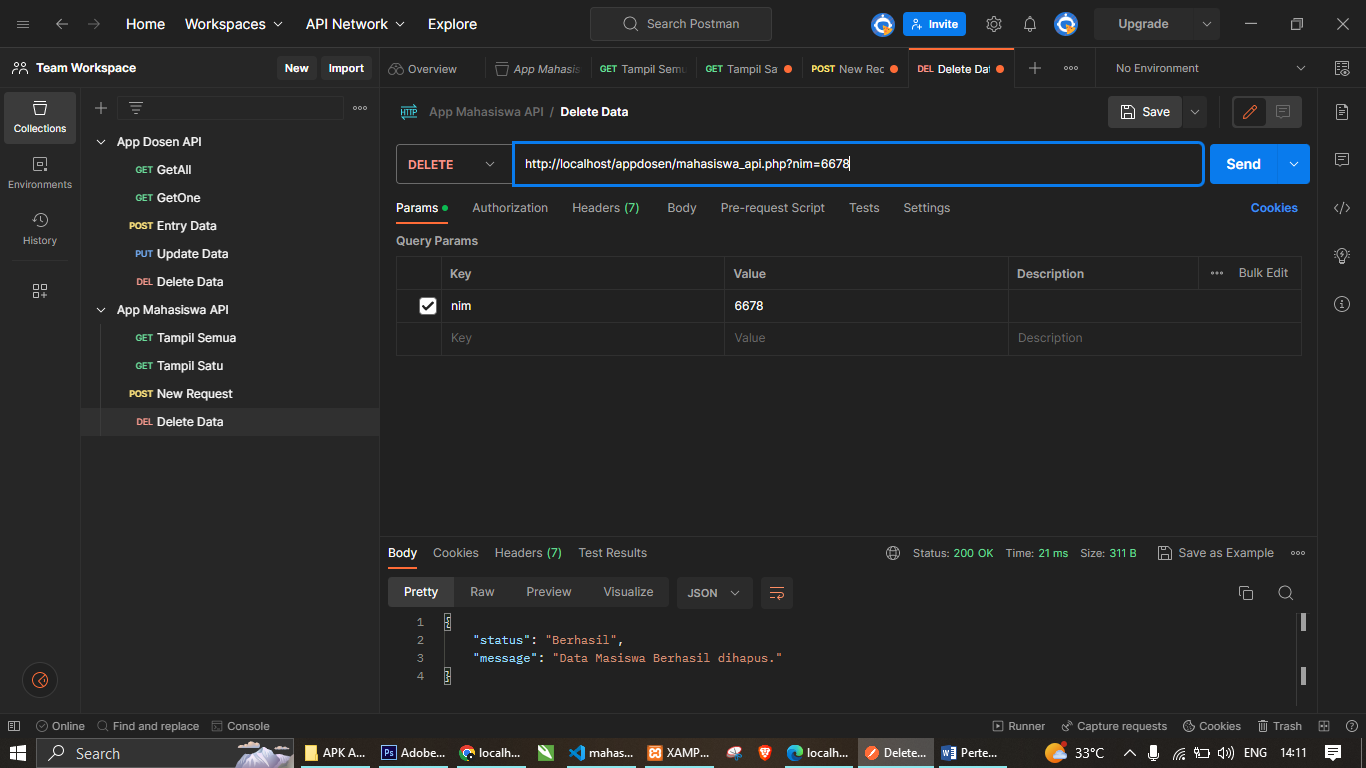 Home Workspaces API Network Explore Search Postman Invite Upgrade
Team Workspace New Import Overview App Mahasis GET Tampil Semu GET Tampil Sa POST New Rec DEL Delete Dat No Environment
Collections
Environments
History
App Dosen API
GET GetAll
GET GetOne
POST Entry Data
PUT Update Data
DEL Delete Data
App Mahasiswa API
GET Tampil Semua
GET Tampil Satu
POST New Request
DEL Delete Data
HTTP App Mahasiswa API / Delete Data Save
DELETE http://localhost/appdosen/mahasiswa_api.php?nim=6678 Send
Params Authorization Headers (7) Body Pre-request Script Tests Settings Cookies
Query Params
Key Value Description Bulk Edit
nim 6678
Key Value Description
Body Cookies Headers (7) Test Results Status: 200 OK Time: 21 ms Size: 311 B Save as Example
Pretty Raw Preview Visualize JSON
1 {
2 "status": "Berhasil",
3 "message": "Data Masiswa Berhasil dihapus."
4 }
Online Find and replace Console Runner Capture requests Cookies Trash
Search APK A... Ps Adobe... localh... mahas... XAMP... localh... Delete... Perte... 33°C ENG 14:11